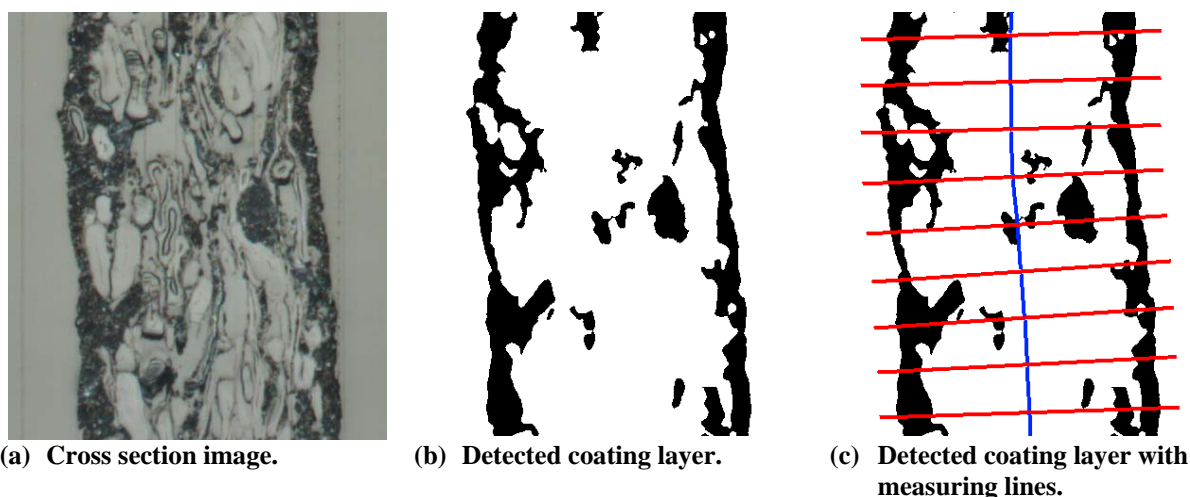 (a) Cross section image.
(b) Detected coating layer.
(c) Detected coating layer with
measuring lines.